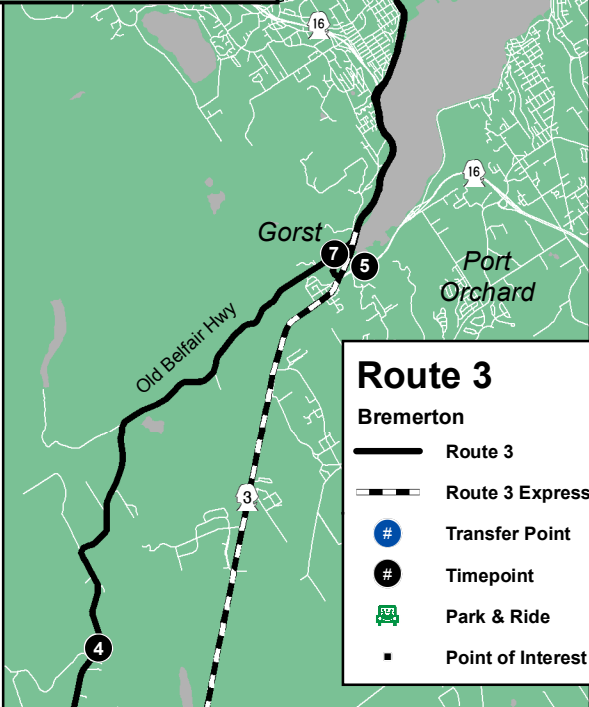 16
16
Gorst
7
5
Port
Orchard
Old Belfair Hwy
3
4
Route 3
Bremerton
Route 3
Route 3 Express
# Transfer Point
# Timepoint
Park & Ride
Point of Interest